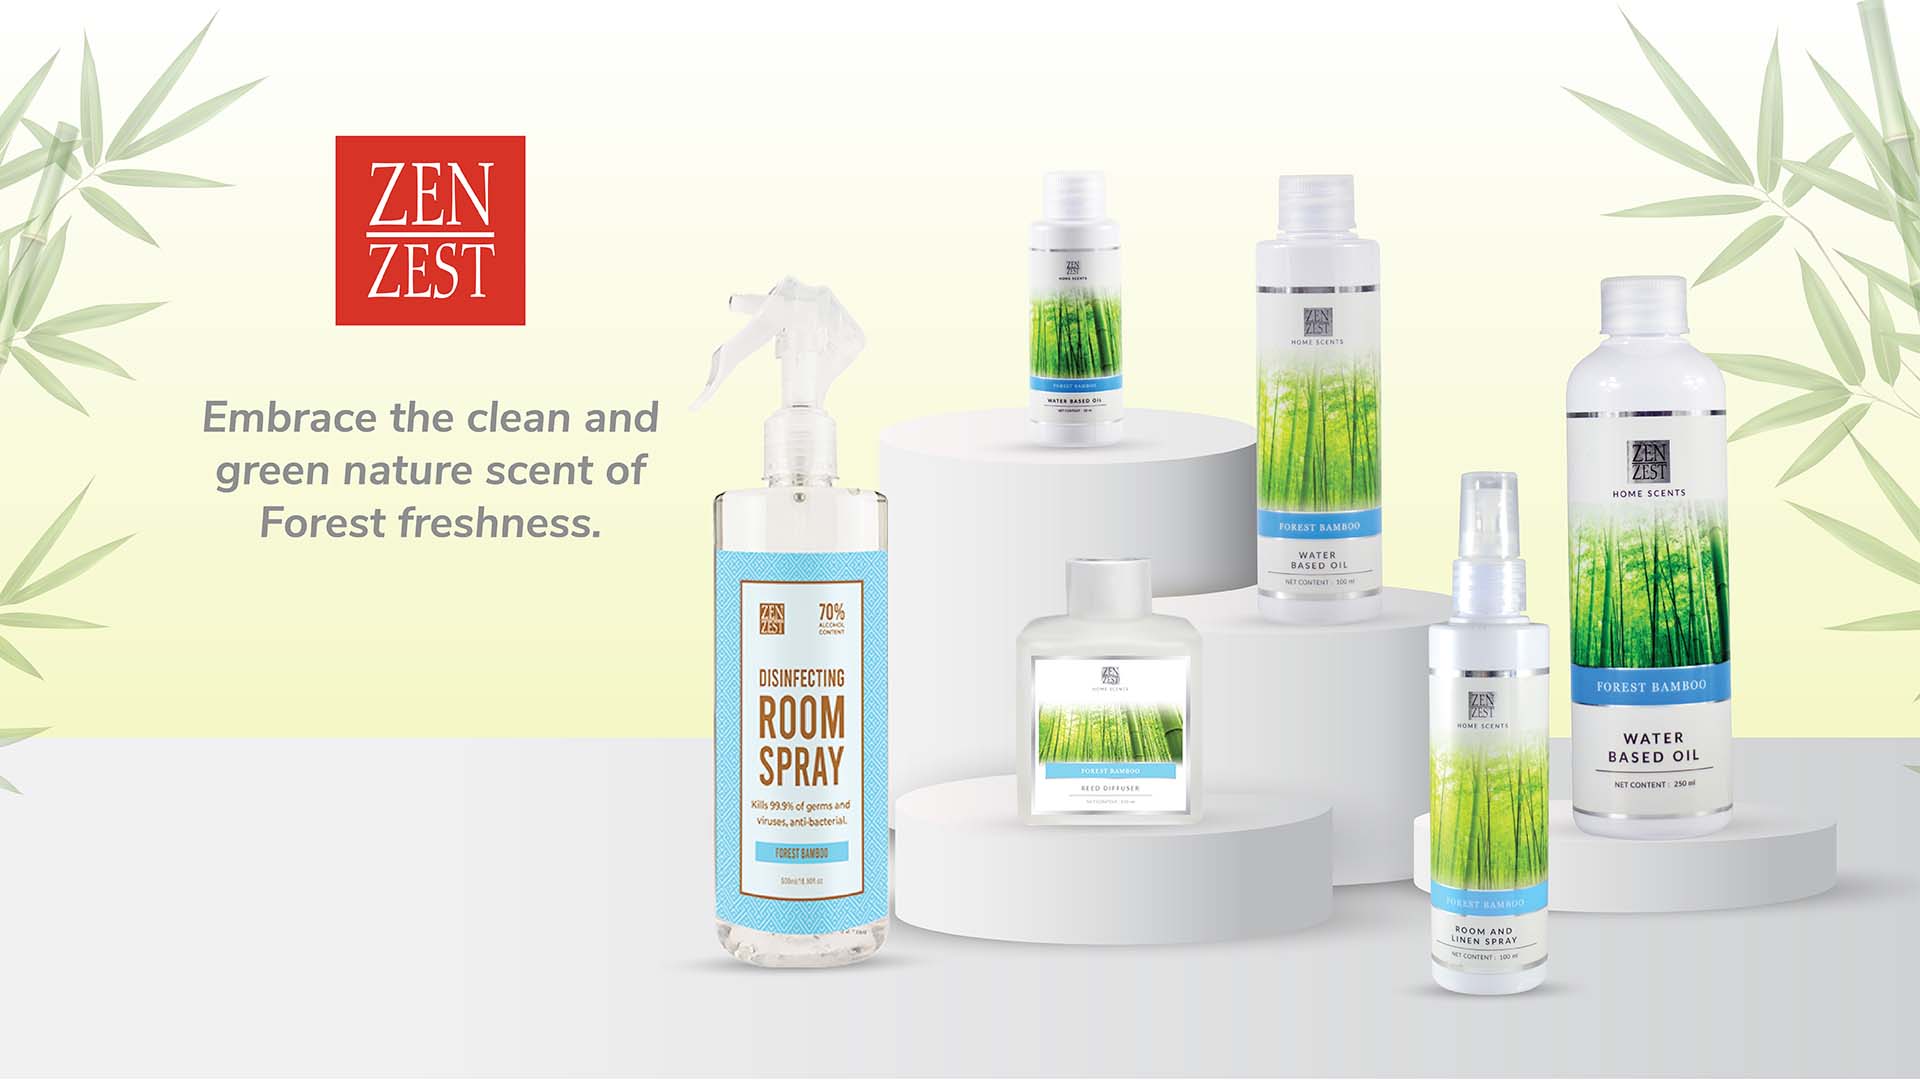 ZEN
ZEST
Embrace the clean and
green nature scent of
Forest freshness.
ZEN
ZEST
70%
ALCOHOL
CONTENT
DISINFECTING
ROOM
SPRAY
Kills 99.9% of germs and
viruses, anti-bacterial.
FOREST BAMBOO
ZEN
ZEST
HOME SCENTS
FOREST BAMBOO
WATER BASED OIL
ZEN
ZEST
HOME SCENTS
FOREST BAMBOO
REED DIFFUSER
ZEN
ZEST
HOME SCENTS
FOREST BAMBOO
WATER
BASED OIL
NET CONTENT : 100 ml
ZEN
ZEST
HOME SCENTS
FOREST BAMBOO
ROOM AND
LINEN SPRAY
NET CONTENT : 100 ml
ZEN
ZEST
HOME SCENTS
FOREST BAMBOO
WATER
BASED OIL
NET CONTENT : 250 ml